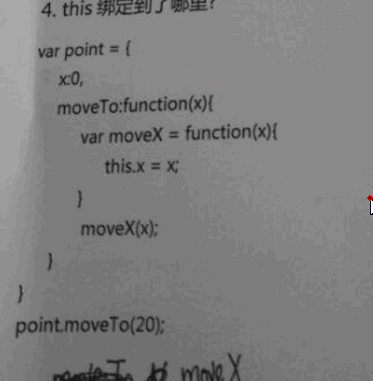 4. this 绑定到了哪里?
var point = {
x:0,
moveTo:function(x){
var moveX = function(x){
this.x = x;
}
moveX(x);
}
}
point.moveTo(20);
moveX